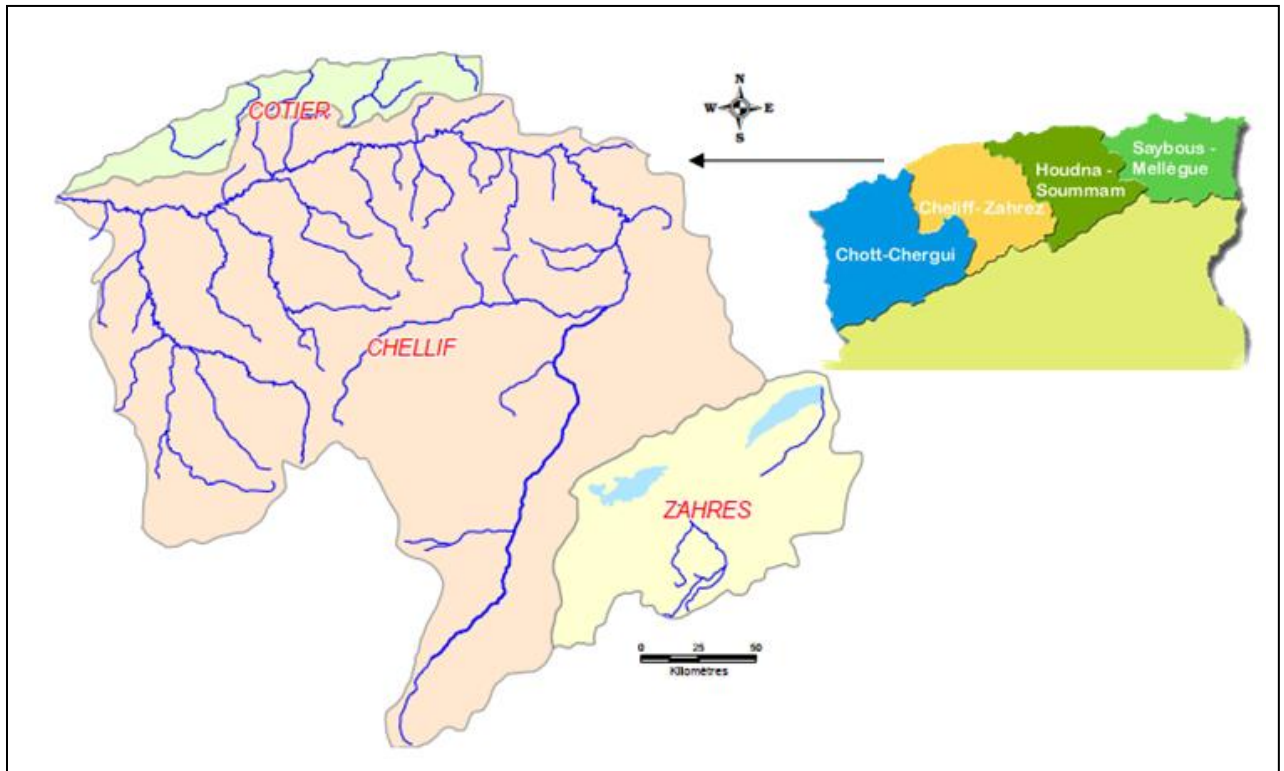 COTIER
CHELLIF
ZAHRES
N
W E
S
0 25 50
Kilomètres
Saybous -
Mellègue
Houdna -
Soummam
Cheliff-Zahrez
Chott-Chergui